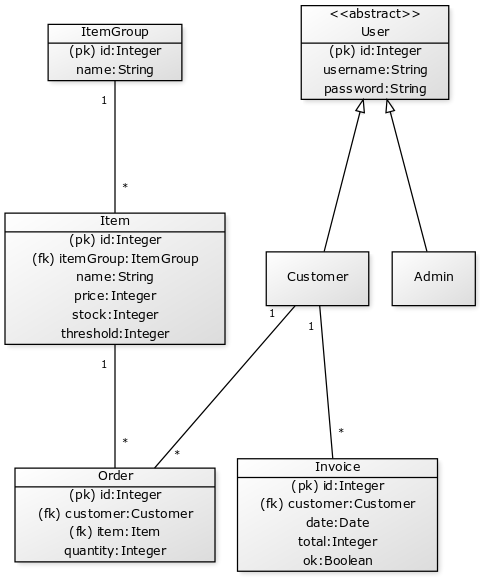 ItemGroup
(pk) id:Integer
name:String
<<abstract>>
User
(pk) id:Integer
username:String
password:String
1
*
Item
(pk) id:Integer
(fk) itemGroup:ItemGroup
name:String
price:Integer
stock:Integer
threshold:Integer
Customer
Admin
1
1
1
*
*
*
Order
(pk) id:Integer
(fk) customer:Customer
(fk) item:Item
quantity:Integer
Invoice
(pk) id:Integer
(fk) customer:Customer
date:Date
total:Integer
ok:Boolean